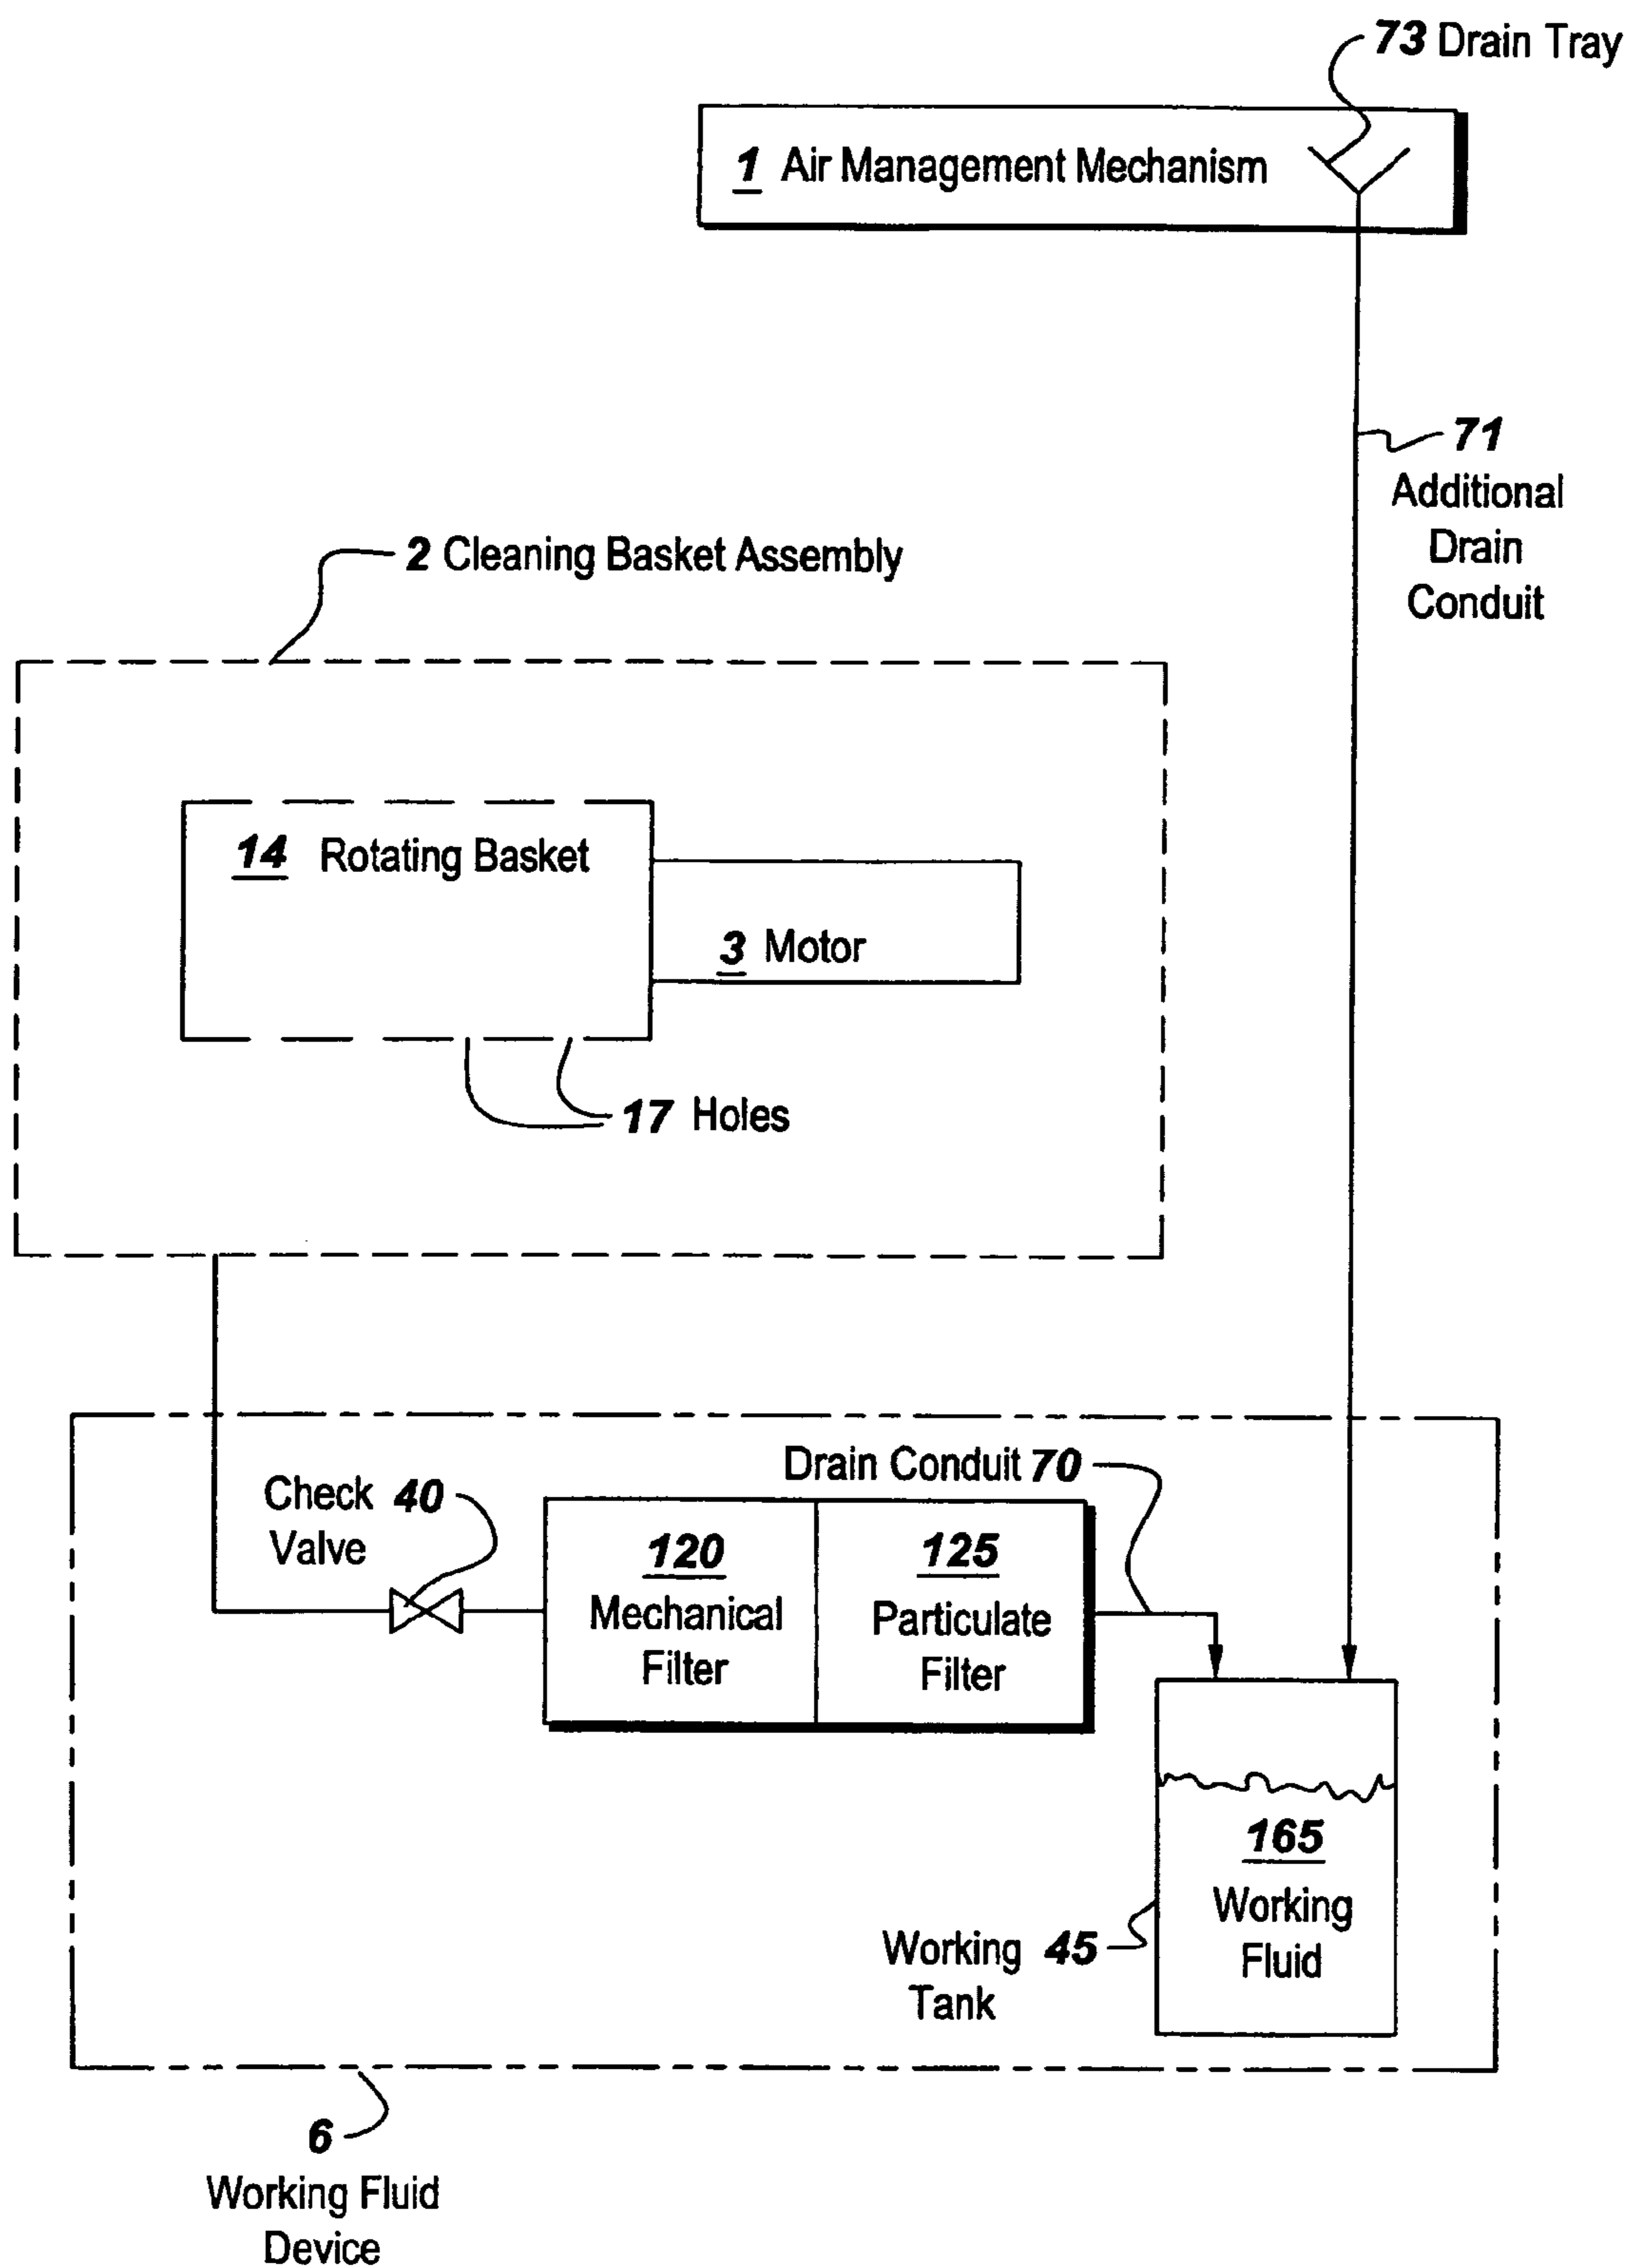 73 Drain Tray
1 Air Management Mechanism
71
Additional
Drain
Conduit
2 Cleaning Basket Assembly
14 Rotating Basket
3 Motor
17 Holes
Drain Conduit 70
Check 40
Valve
120
Mechanical
Filter
125
Particulate
Filter
165
Working
Fluid
Working 45
Tank
6
Working Fluid
Device